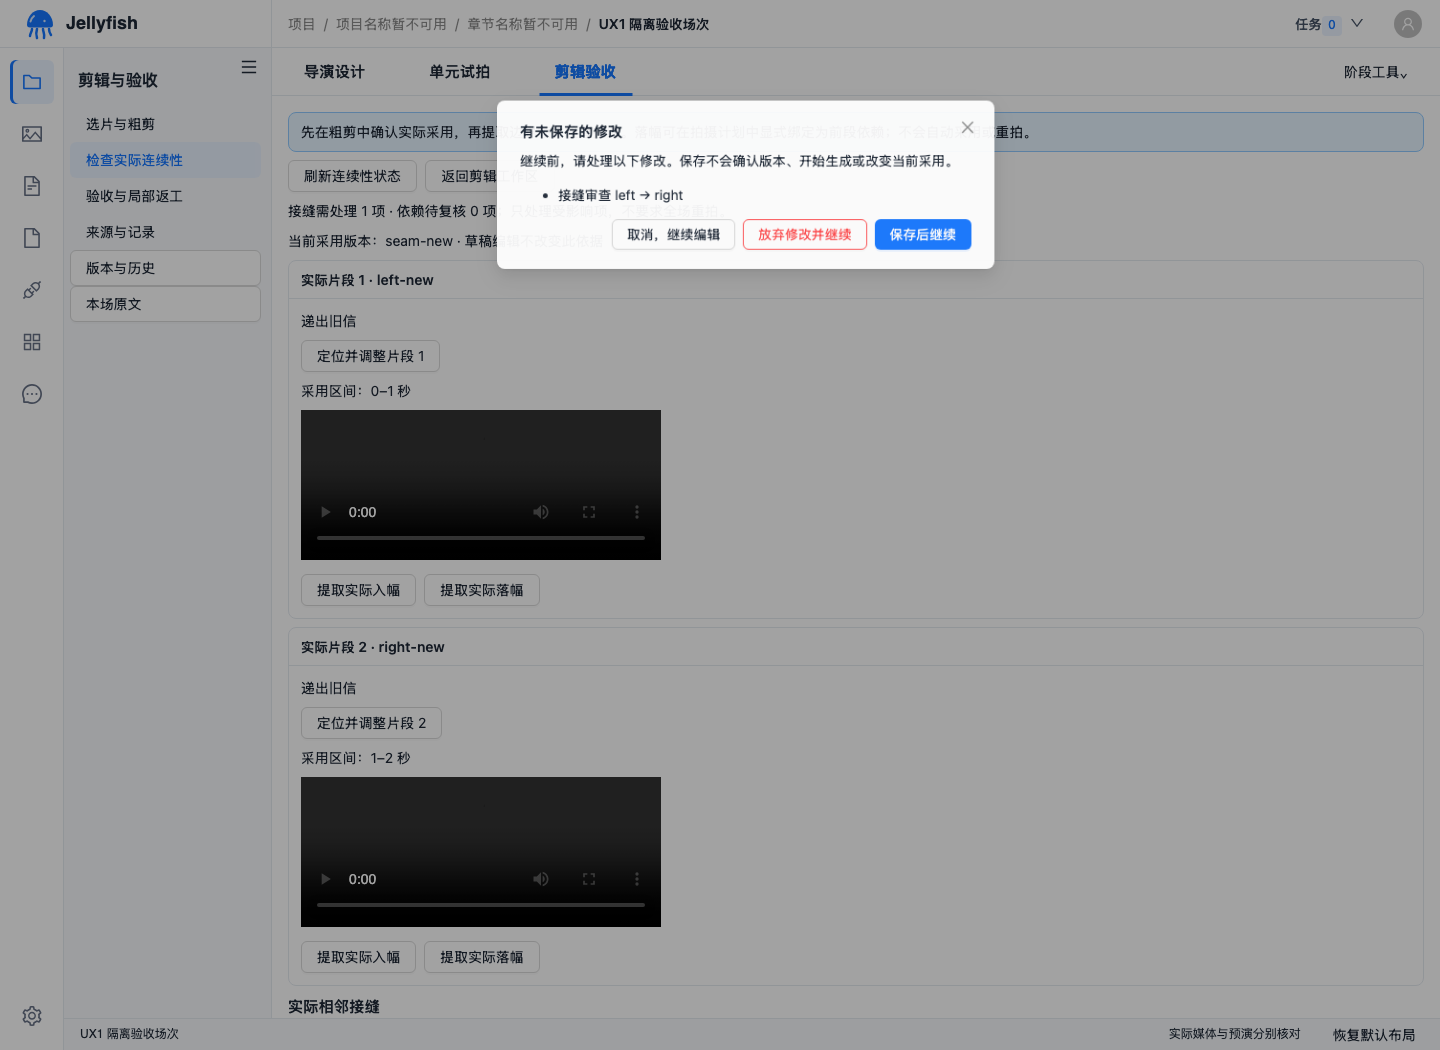 Jellyfish
项目 / 项目名称暂不可用 / 章节名称暂不可用 / UX1 隔离验收场次
任务 0
剪辑与验收
导演设计
单元试拍
剪辑验收
阶段工具
选片与粗剪
检查实际连续性
验收与局部返工
来源与记录
版本与历史
本场原文
先在粗剪中确认实际采用，再提
重拍。
刷新连续性状态
返回剪辑工作区
接缝需处理 1 项 · 依赖待复核 0 项
当前采用版本：seam-new · 草稿
有未保存的修改
继续前，请处理以下修改。保存不会确认版本、开始生成或改变当前采用。
接缝审查 left → right
取消，继续编辑
放弃修改并继续
保存后继续
实际片段 1 · left-new
递出旧信
定位并调整片段 1
采用区间：0–1 秒
0:00
提取实际入幅
提取实际落幅
实际片段 2 · right-new
递出旧信
定位并调整片段 2
采用区间：1–2 秒
0:00
提取实际入幅
提取实际落幅
实际相邻接缝
UX1 隔离验收场次
实际媒体与预演分别核对
恢复默认布局